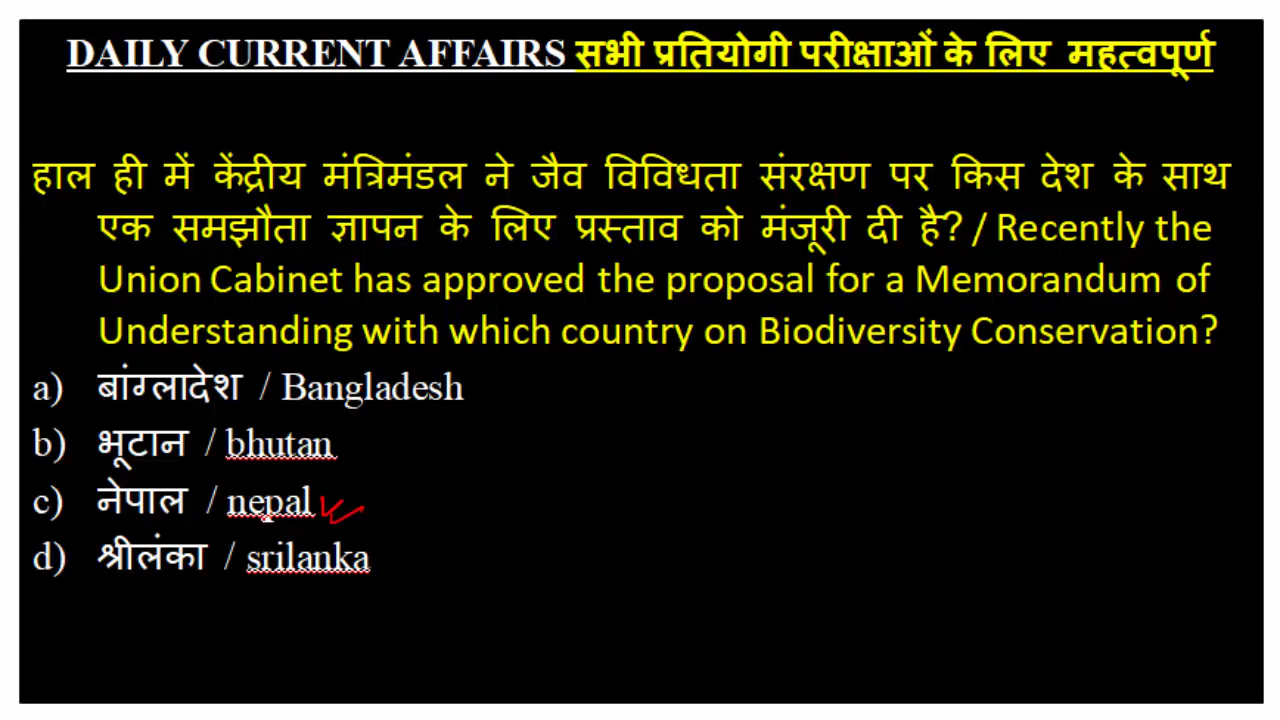 DAILY CURRENT AFFAIRS सभी प्रतियोगी परीक्षाओं के लिए महत्वपूर्ण
हाल ही में केंद्रीय मंत्रिमंडल ने जैव विविधता संरक्षण पर किस देश के साथ
एक समझौता ज्ञापन के लिए प्रस्ताव को मंजूरी दी है? / Recently the
Union Cabinet has approved the proposal for a Memorandum of
Understanding with which country on Biodiversity Conservation?
a) बांग्लादेश / Bangladesh
b) भूटान / bhutan
c) नेपाल / nepal
d) श्रीलंका / srilanka